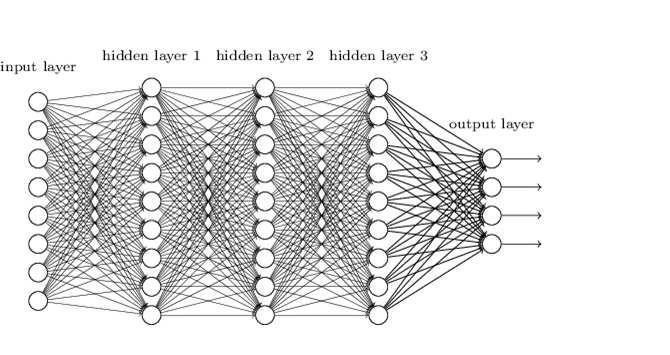 input layer
hidden layer 1
hidden layer 2
hidden layer 3
output layer